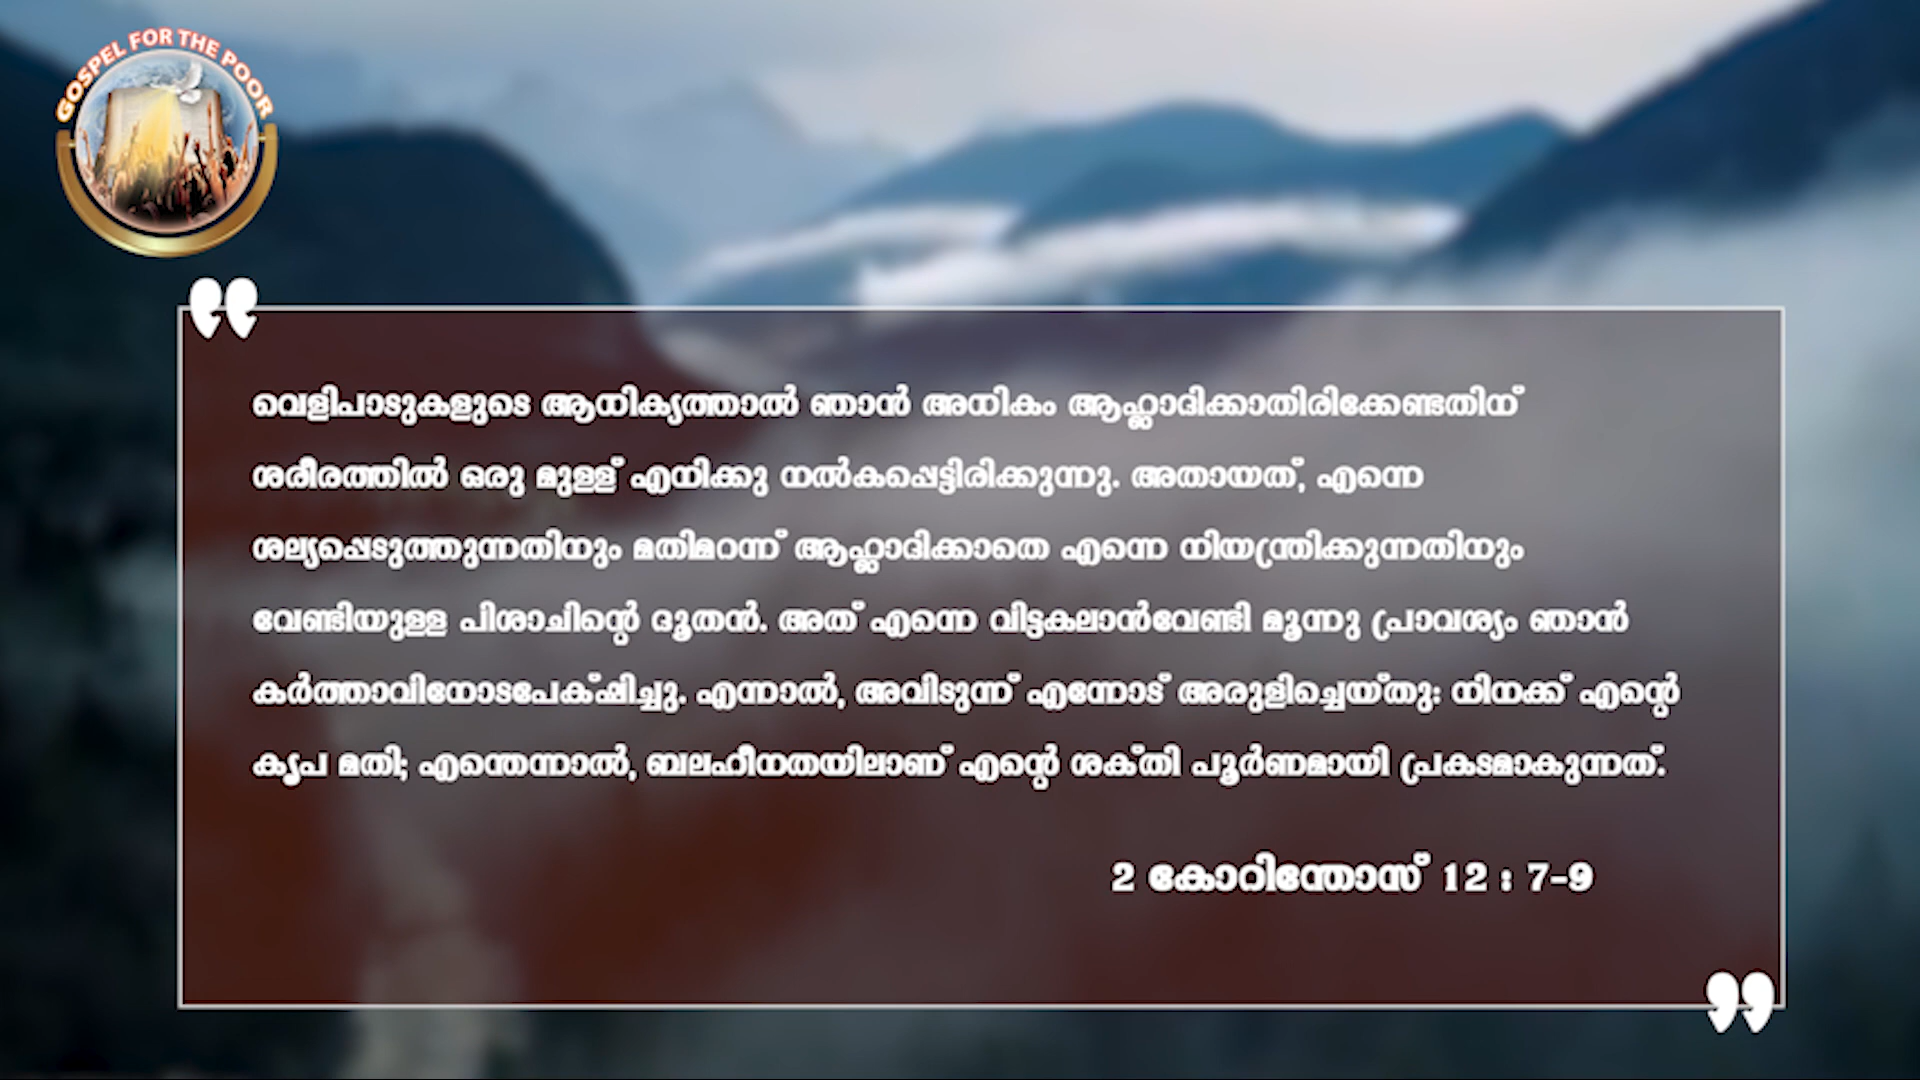 GOSPEL FOR THE POOR
വെളിപാടുകളുടെ ആധിക്യത്താൽ ഞാൻ അധികം ആഹ്ലാദിക്കാതിരിക്കേണ്ടതിന്
ശരീരത്തിൽ ഒരു മുള്ള് എനിക്കു നൽകപ്പെട്ടിരിക്കുന്നു. അതായത്, എന്നെ
ശല്യപ്പെടുത്തുന്നതിനും മതിമറന്ന് ആഹ്ലാദിക്കാതെ എന്നെ നിയന്ത്രിക്കുന്നതിനും
വേണ്ടിയുള്ള പിശാചിന്റെ ദൂതൻ. അത് എന്നെ വിട്ടകലാൻവേണ്ടി മൂന്നു പ്രാവശ്യം ഞാൻ
കർത്താവിനോടപേക്ഷിച്ചു. എന്നാൽ, അവിടുന്ന് എന്നോട് അരുളിച്ചെയ്തു: നിനക്ക് എന്റെ
കൃപ മതി; എന്തെന്നാൽ, ബലഹീനതയിലാണ് എന്റെ ശക്തി പൂർണമായി പ്രകടമാകുന്നത്.
2 കോറിന്തോസ് 12 : 7-9